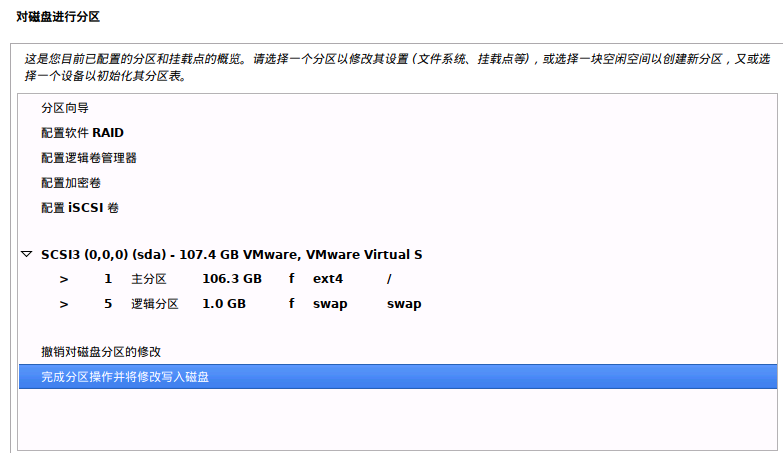 对磁盘进行分区
这是您目前已配置的分区和挂载点的概览。请选择一个分区以修改其设置 (文件系统、挂载点等)，或选择一块空闲空间以创建新分区，又或选
择一个设备以初始化其分区表。
分区向导
配置软件 RAID
配置逻辑卷管理器
配置加密卷
配置 iSCSI 卷
SCSI3 (0,0,0) (sda) - 107.4 GB VMware, VMware Virtual S
> 1 主分区 106.3 GB f ext4 /
> 5 逻辑分区 1.0 GB f swap swap
撤销对磁盘分区的修改
完成分区操作并将修改写入磁盘